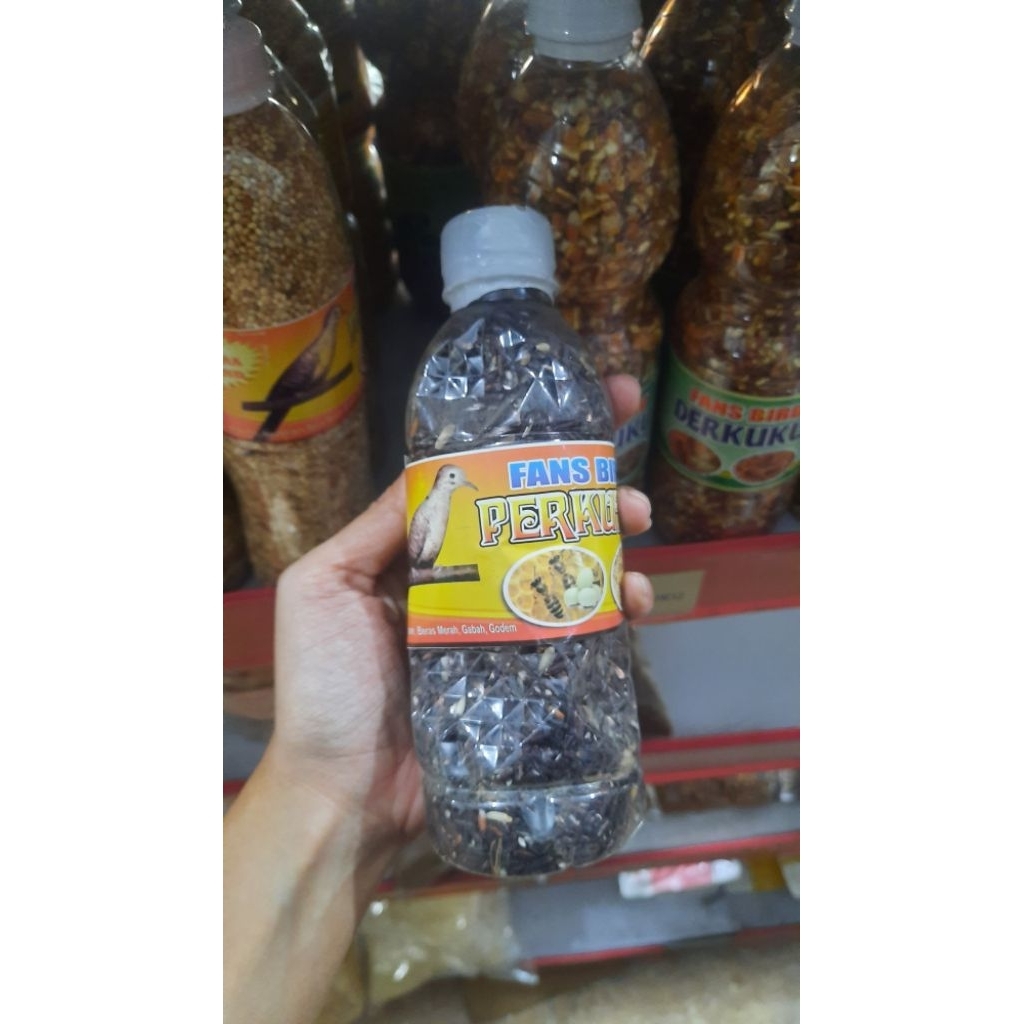 FANS BI
PERKU
Beras Merah, Gabah, Godem
FANS BIRD
DERKUKU